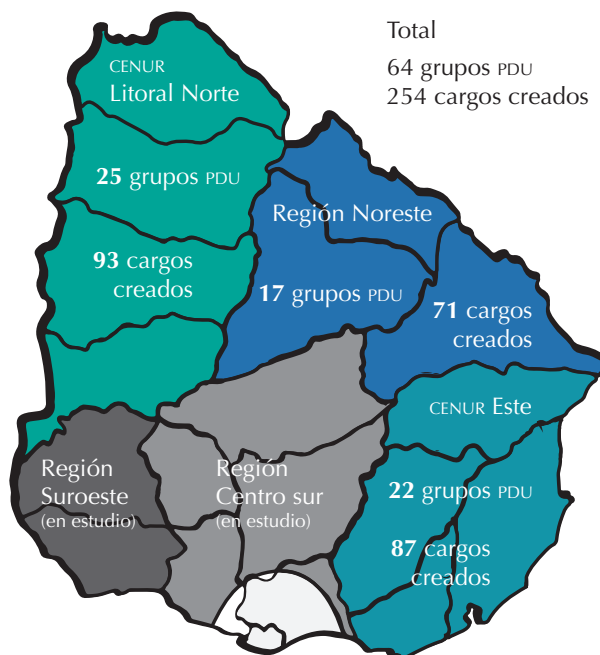 Total
64 grupos PDU
254 cargos creados
CENUR
Litoral Norte
25 grupos PDU
93 cargos
creados
Región Noreste
17 grupos PDU
71 cargos
creados
CENUR Este
22 grupos PDU
87 cargos
creados
Región
Suroeste
(en estudio)
Región
Centro sur
(en estudio)